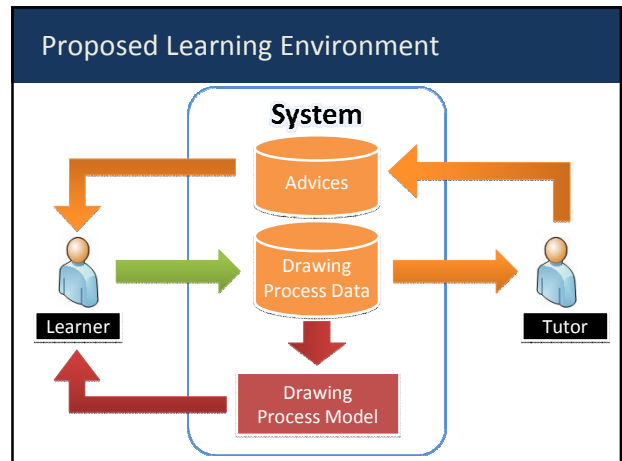 Proposed Learning Environment
System
Advices
Drawing
Process Data
Learner
Tutor
Drawing
Process Model